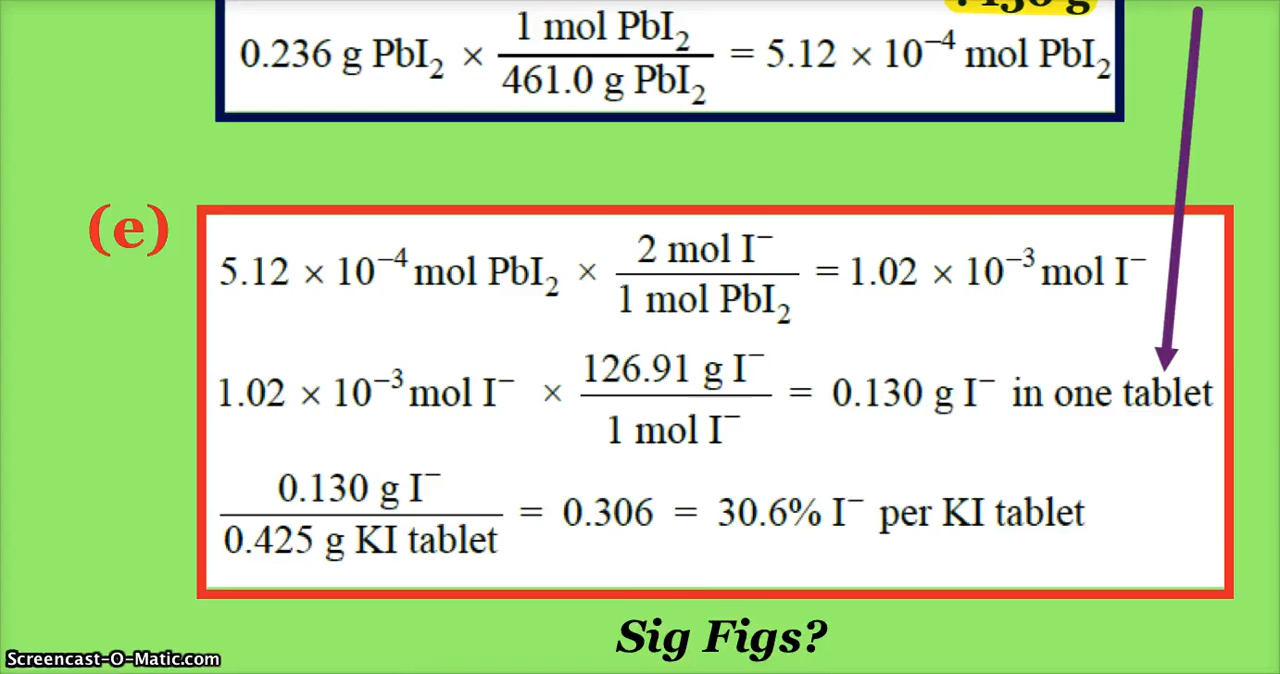 0.236 g PbI₂ × 1 mol PbI₂ / 461.0 g PbI₂ = 5.12 × 10⁻⁴ mol PbI₂
(e)
5.12 × 10⁻⁴ mol PbI₂ × 2 mol I⁻ / 1 mol PbI₂ = 1.02 × 10⁻³ mol I⁻
1.02 × 10⁻³ mol I⁻ × 126.91 g I⁻ / 1 mol I⁻ = 0.130 g I⁻ in one tablet
0.130 g I⁻ / 0.425 g KI tablet = 0.306 = 30.6% I⁻ per KI tablet
Sig Figs?
Screencast-O-Matic.com